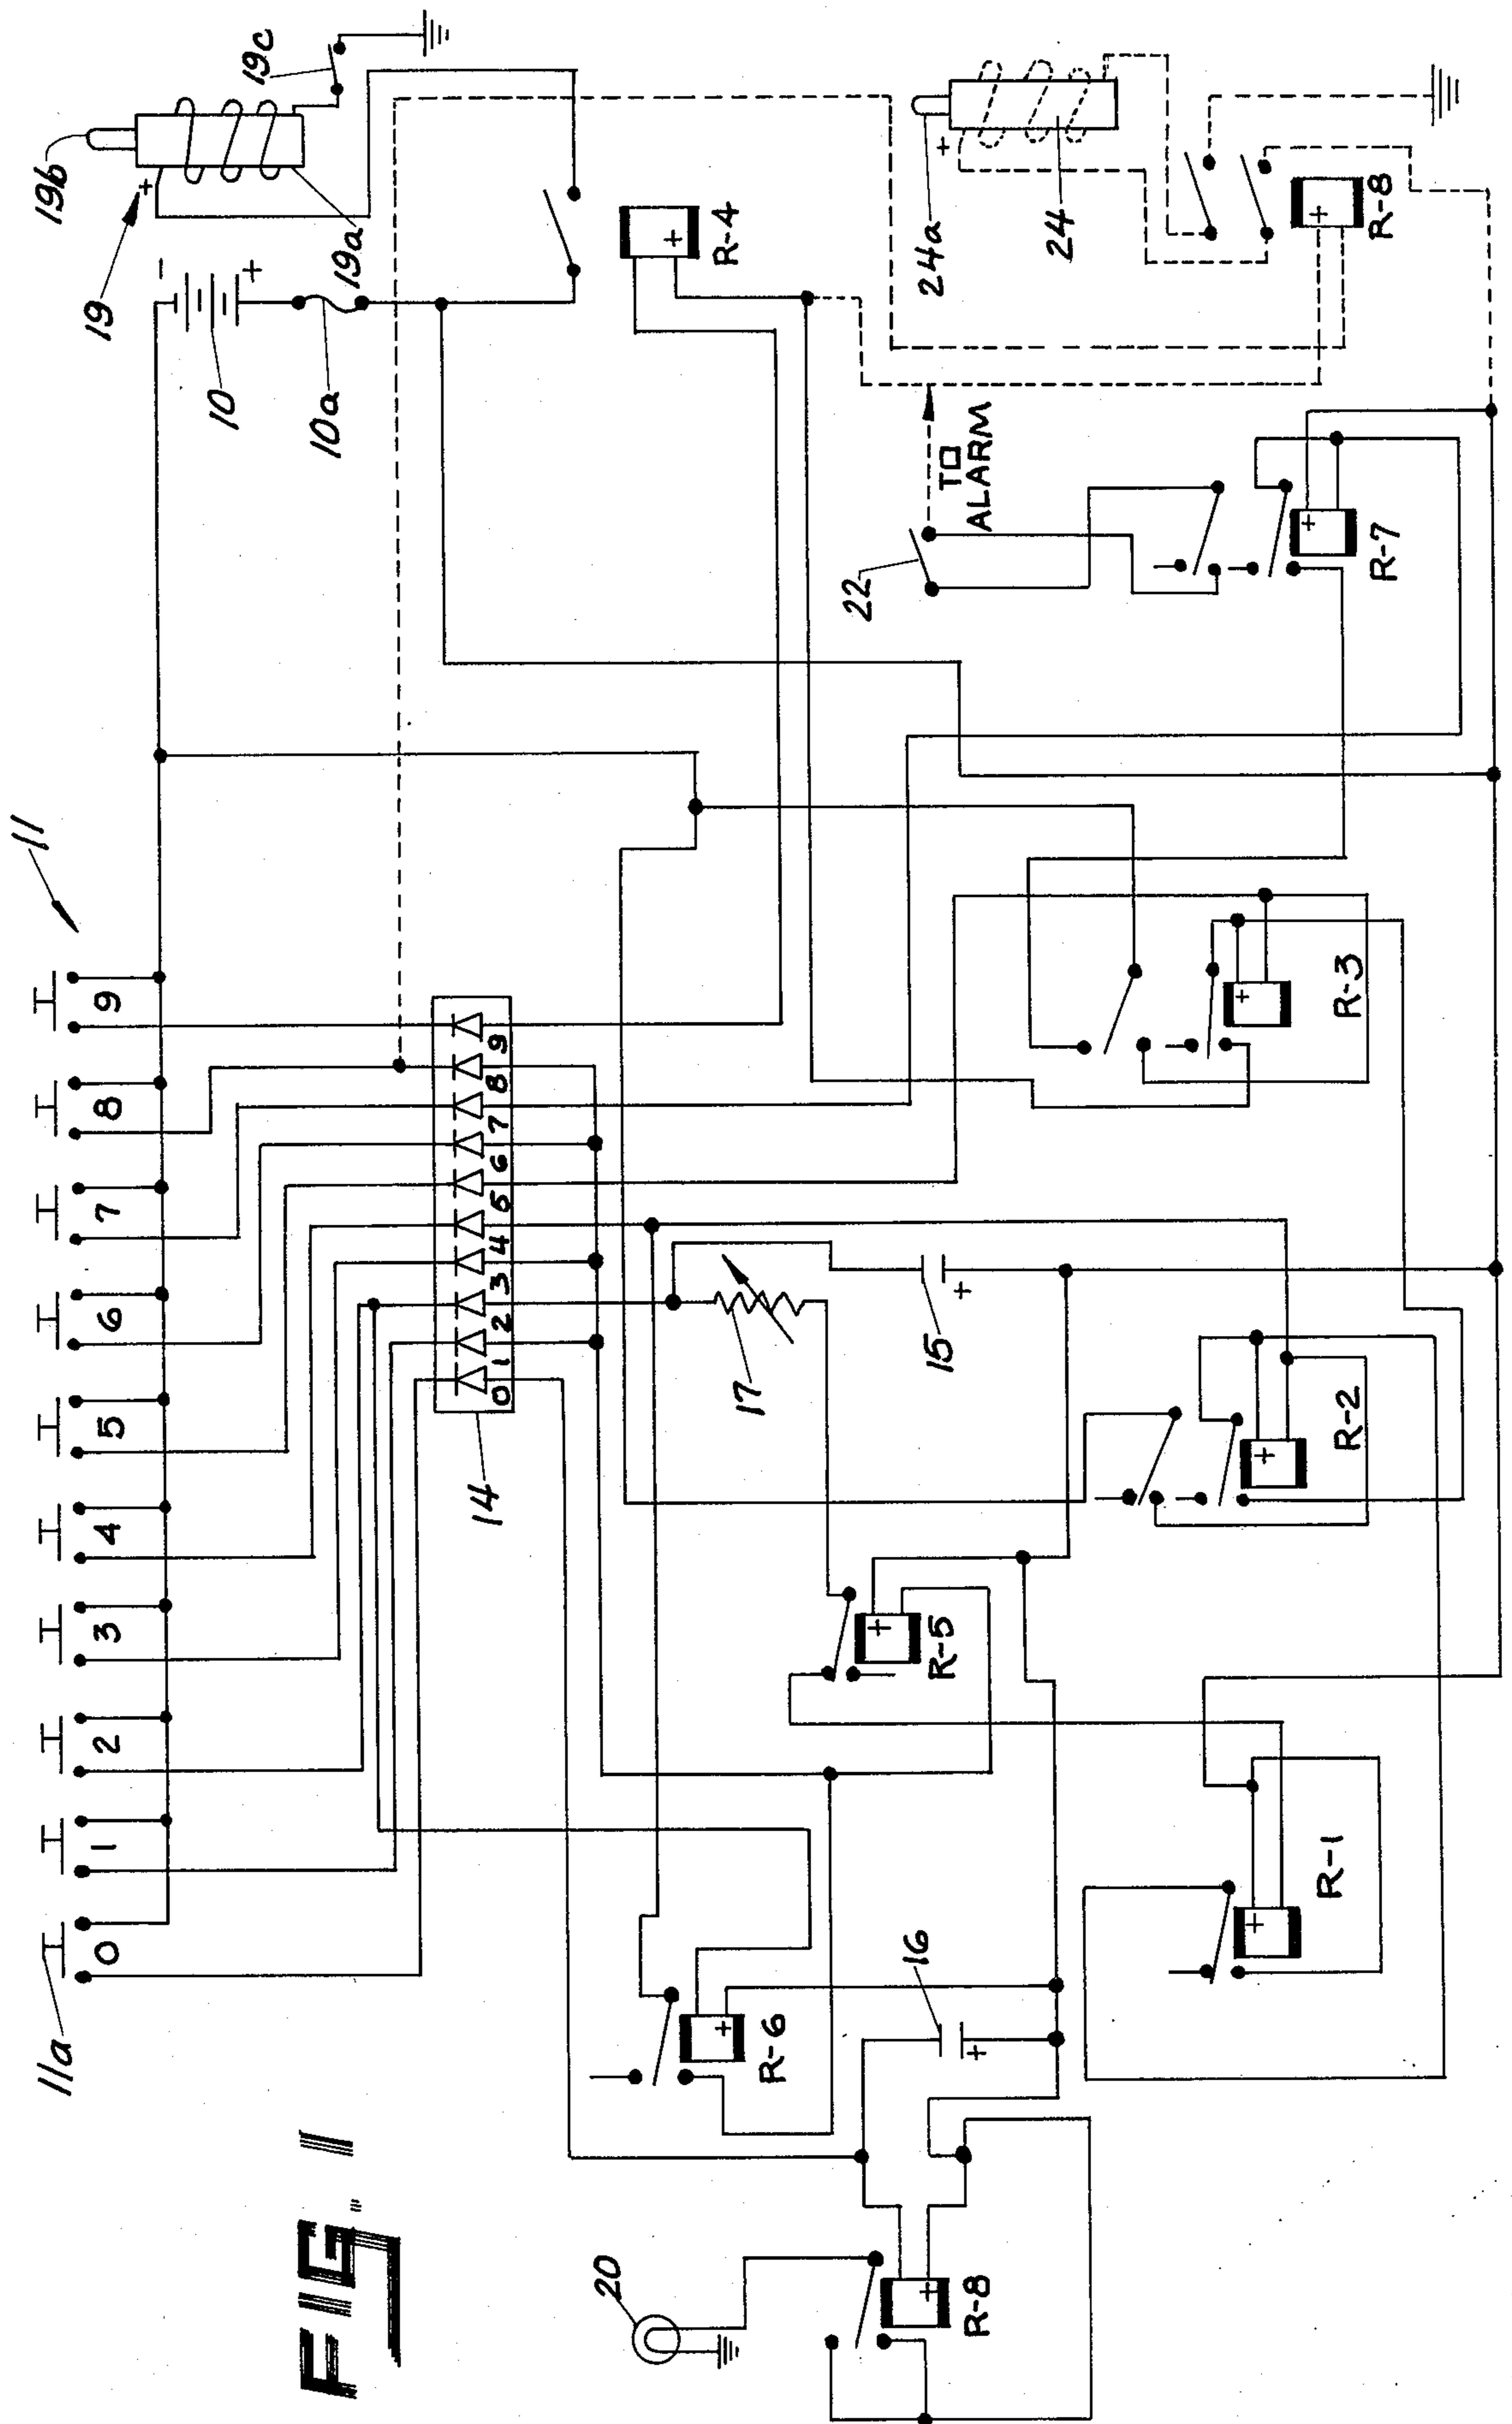 FIG. 1
11a
11
0
1
2
3
4
5
6
7
8
9
19b
19
+
19c
19a
-
10
+
10a
14
0
1
2
3
4
5
6
7
8
9
+
R-4
24a
+
24
+
R-8
TO
ALARM
22
+
R-7
+
R-3
17
15
+
+
R-2
+
R-5
+
R-1
+
R-6
16
+
20
+
R-8